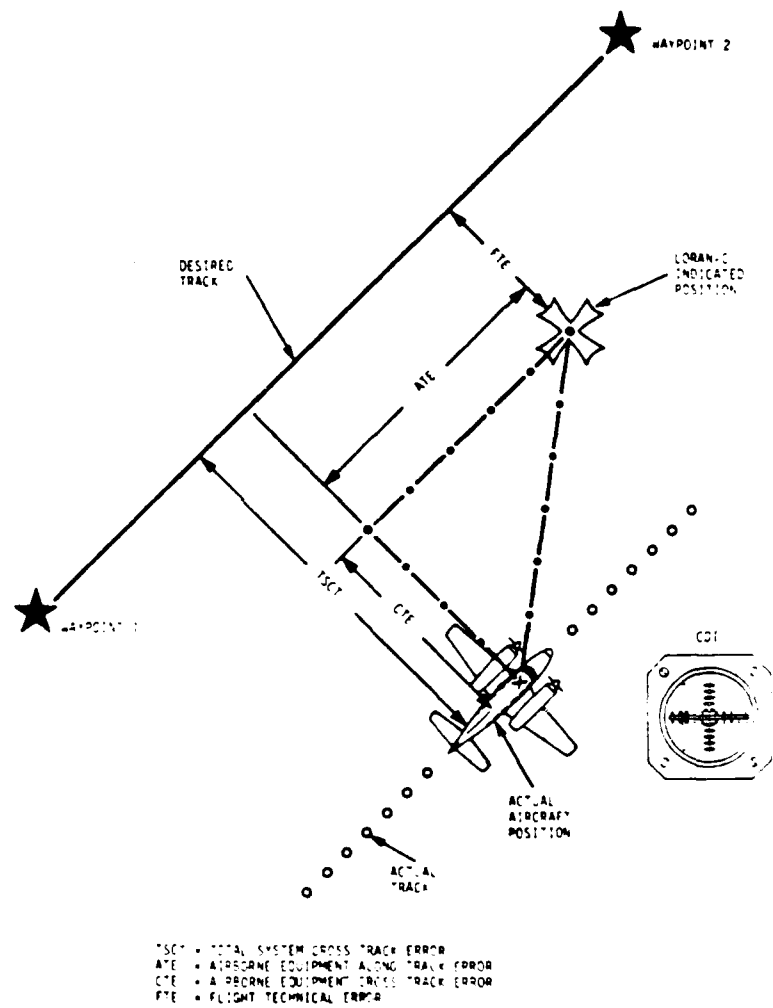 WAYPOINT 2
DESIRED
TRACK
FTE
LORAN-C
INDICATED
POSITION
ATE
TSCT
CTE
WAYPOINT 1
CDI
ACTUAL
AIRCRAFT
POSITION
ACTUAL
TRACK
TSCT = TOTAL SYSTEM CROSS TRACK ERROR
ATE = AIRBORNE EQUIPMENT ALONG TRACK ERROR
CTE = AIRBORNE EQUIPMENT CROSS TRACK ERROR
FTE = FLIGHT TECHNICAL ERROR